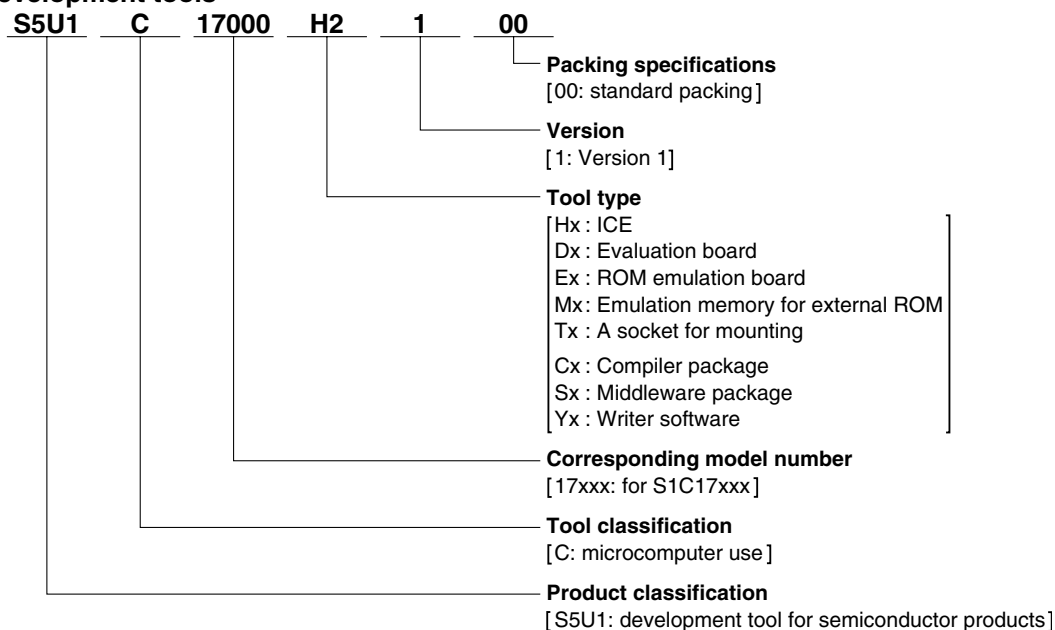 development tools
S5U1 C 17000 H2 1 00
Packing specifications
[00: standard packing]
Version
[1: Version 1]
Tool type
[Hx : ICE
Dx : Evaluation board
Ex : ROM emulation board
Mx: Emulation memory for external ROM
Tx : A socket for mounting
Cx : Compiler package
Sx : Middleware package
Yx : Writer software]
Corresponding model number
[17xxx: for S1C17xxx]
Tool classification
[C: microcomputer use]
Product classification
[S5U1: development tool for semiconductor products]